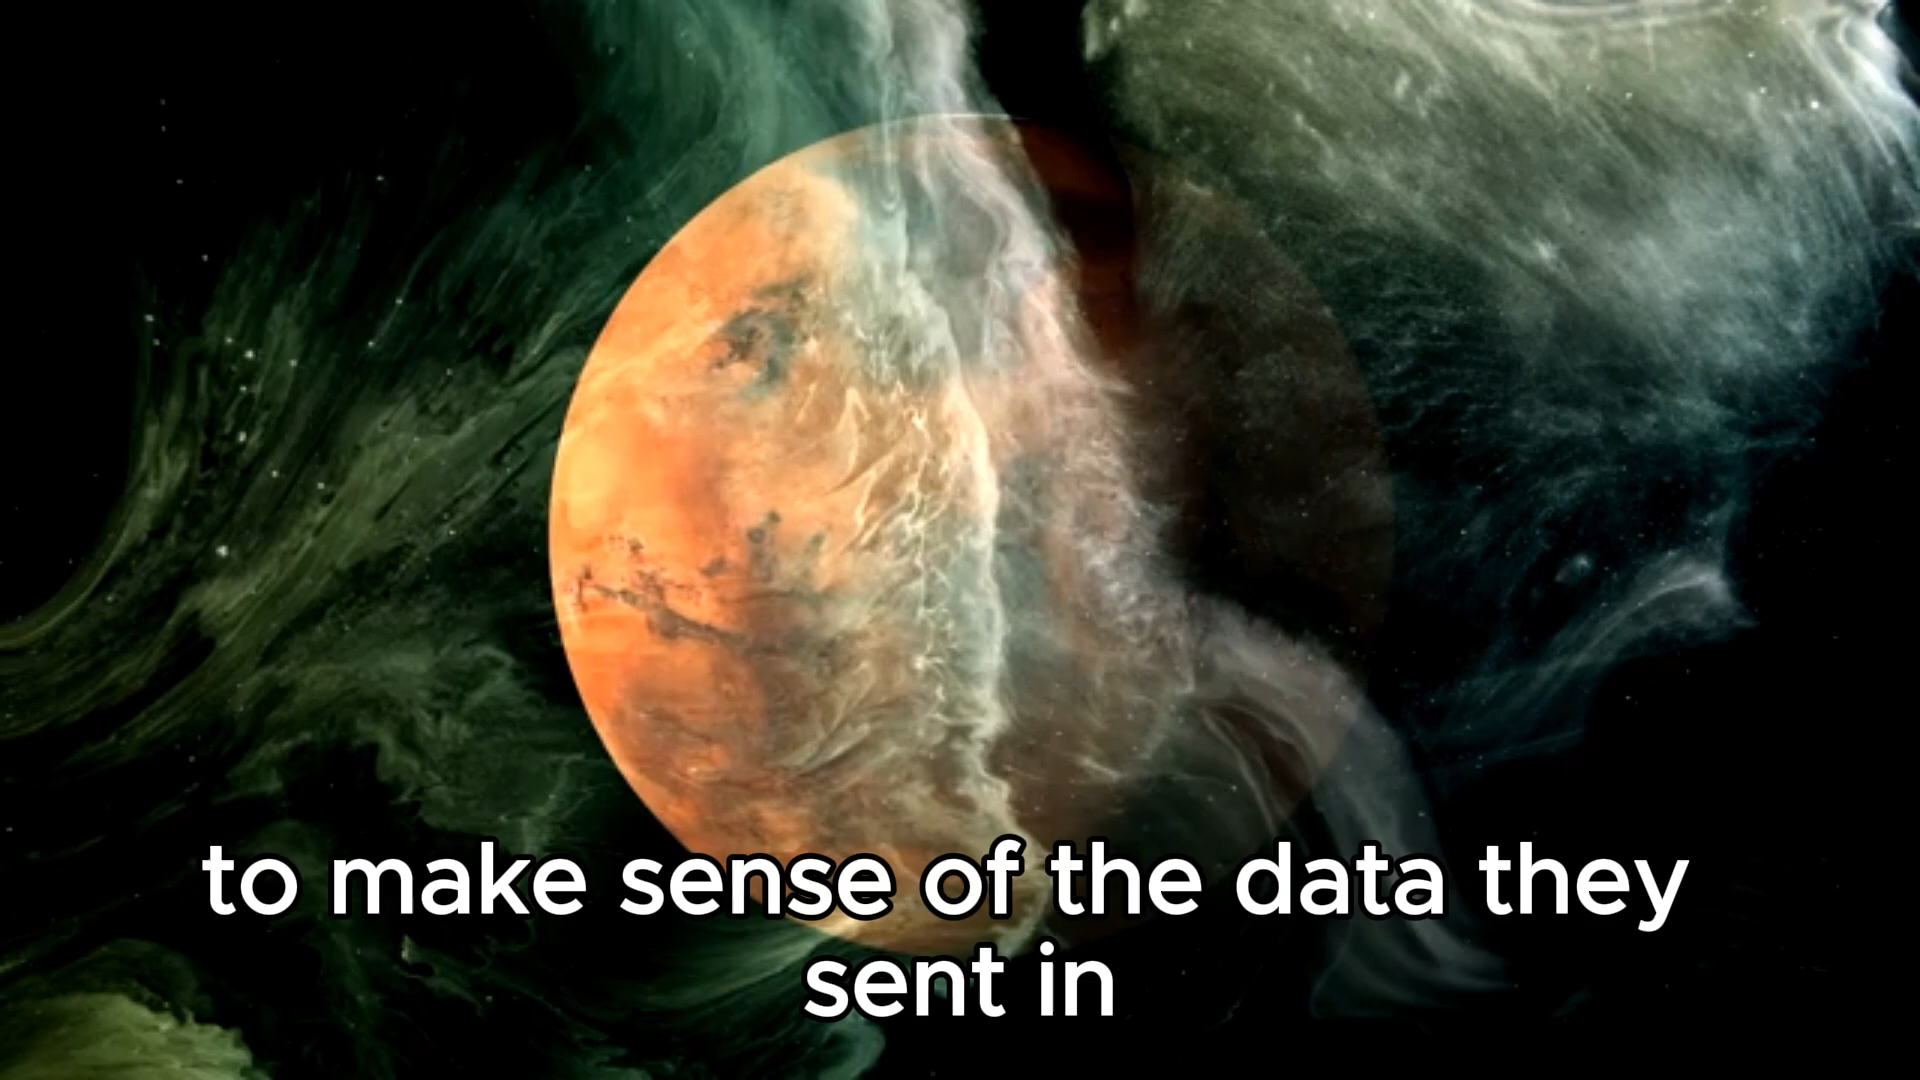 to make sense of the data they
sent in